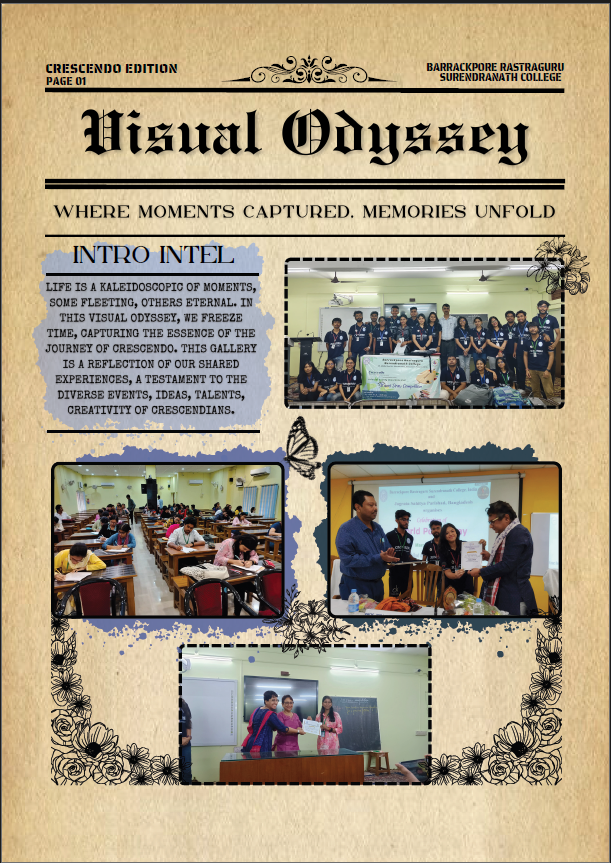 CRESCENDO EDITION
PAGE 01
BARRACKPORE RASTRAGURU
SURENDRANATH COLLEGE
Visual Odyssey
WHERE MOMENTS CAPTURED, MEMORIES UNFOLD
INTRO INTEL
LIFE IS A KALEIDOSCOPIC OF MOMENTS,
SOME FLEETING, OTHERS ETERNAL. IN
THIS VISUAL ODYSSEY, WE FREEZE
TIME, CAPTURING THE ESSENCE OF THE
JOURNEY OF CRESCENDO. THIS GALLERY
IS A REFLECTION OF OUR SHARED
EXPERIENCES, A TESTAMENT TO THE
DIVERSE EVENTS, IDEAS, TALENTS,
CREATIVITY OF CRESCENDIANS.